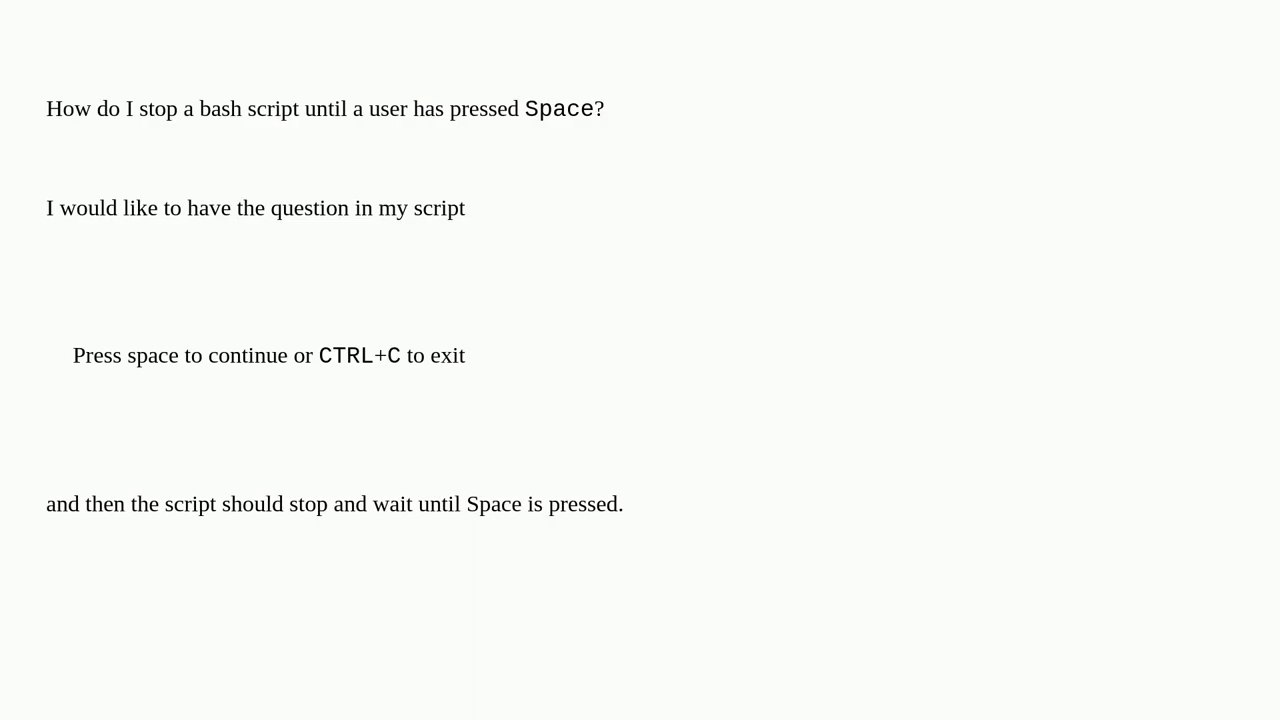 How do I stop a bash script until a user has pressed Space?
I would like to have the question in my script
Press space to continue or CTRL+C to exit
and then the script should stop and wait until Space is pressed.